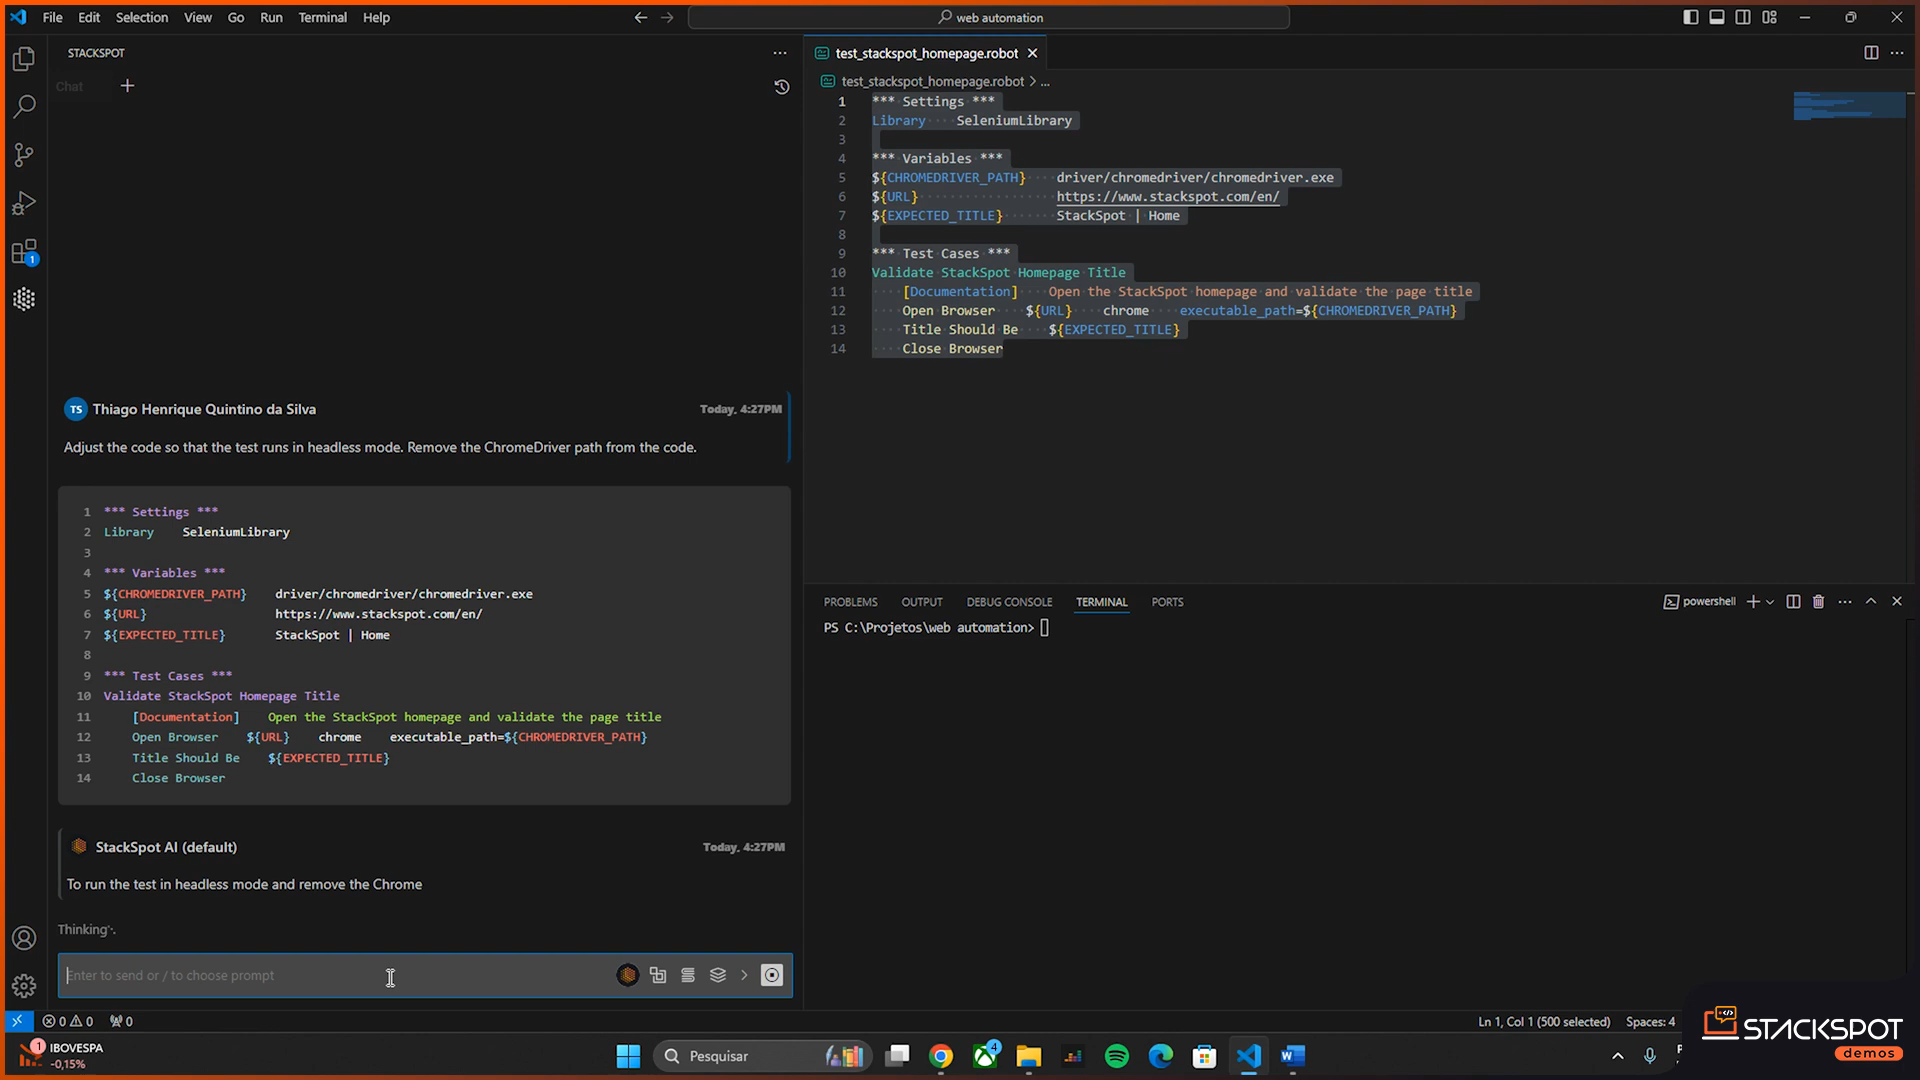 File Edit Selection View Go Run Terminal Help
web automation
STACKSPOT
Chat
1
Thiago Henrique Quintino da Silva
TS
Today, 4:27PM
Adjust the code so that the test runs in headless mode. Remove the ChromeDriver path from the code.
1 *** Settings ***
2 Library SeleniumLibrary
3
4 *** Variables ***
5 ${CHROMEDRIVER_PATH} driver/chromedriver/chromedriver.exe
6 ${URL} https://www.stackspot.com/en/
7 ${EXPECTED_TITLE} StackSpot | Home
8
9 *** Test Cases ***
10 Validate StackSpot Homepage Title
11 [Documentation] Open the StackSpot homepage and validate the page title
12 Open Browser ${URL} chrome executable_path=${CHROMEDRIVER_PATH}
13 Title Should Be ${EXPECTED_TITLE}
14 Close Browser
StackSpot AI (default)
Today, 4:27PM
To run the test in headless mode and remove the Chrome
Thinking
Enter to send or / to choose prompt
test_stackspot_homepage.robot
test_stackspot_homepage.robot > ...
1 *** Settings ***
2 Library SeleniumLibrary
3
4 *** Variables ***
5 ${CHROMEDRIVER_PATH} driver/chromedriver/chromedriver.exe
6 ${URL} https://www.stackspot.com/en/
7 ${EXPECTED_TITLE} StackSpot | Home
8
9 *** Test Cases ***
10 Validate StackSpot Homepage Title
11 [Documentation] Open the StackSpot homepage and validate the page title
12 Open Browser ${URL} chrome executable_path=${CHROMEDRIVER_PATH}
13 Title Should Be ${EXPECTED_TITLE}
14 Close Browser
PROBLEMS OUTPUT DEBUG CONSOLE TERMINAL PORTS
powershell
PS C:\Projetos\web automation>
0 0 0
Ln 1, Col 1 (500 selected) Spaces: 4
1
IBOVESPA
-0,15%
Pesquisar
4
STACKSPOT
demos